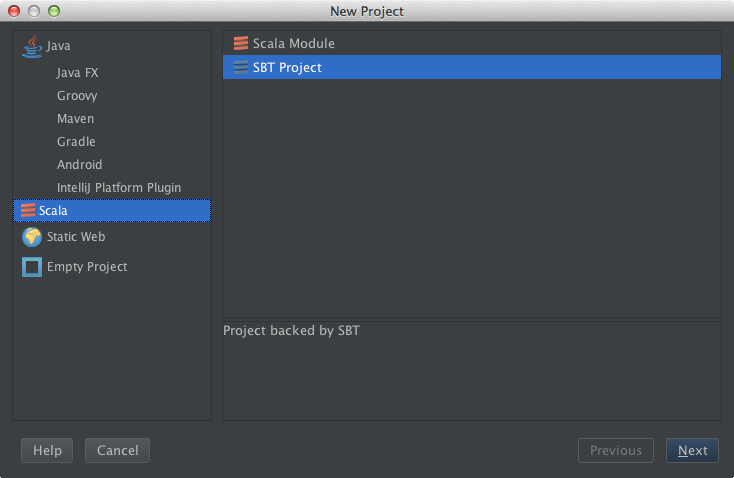 New Project
Java
Java FX
Groovy
Maven
Gradle
Android
IntelliJ Platform Plugin
Scala
Static Web
Empty Project
Scala Module
SBT Project
Project backed by SBT
Help
Cancel
Previous
Next